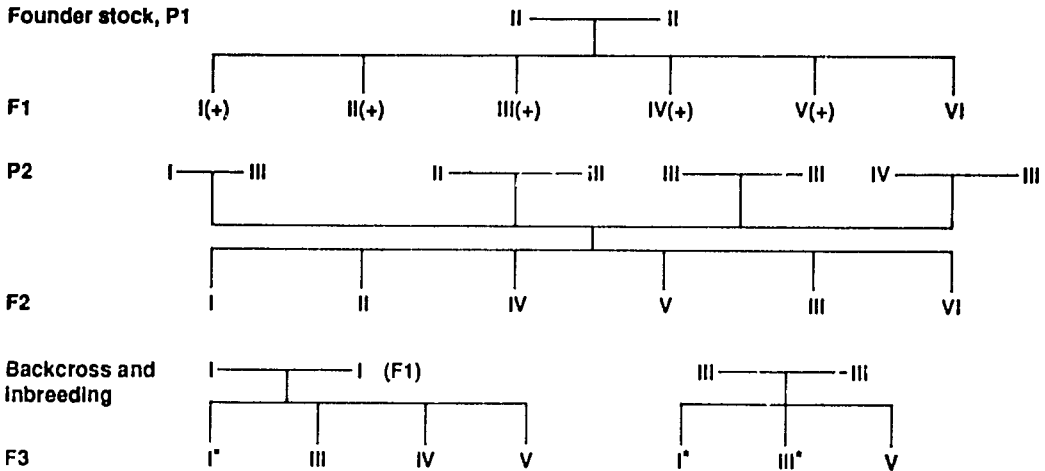 Founder stock, P1 II II
F1 I(+) II(+) III(+) IV(+) V(+) VI
P2 I III II III III III IV III
F2 I II IV V III VI
Backcross and I I (F1) III III
inbreeding
F3 I* III IV V I* III* V